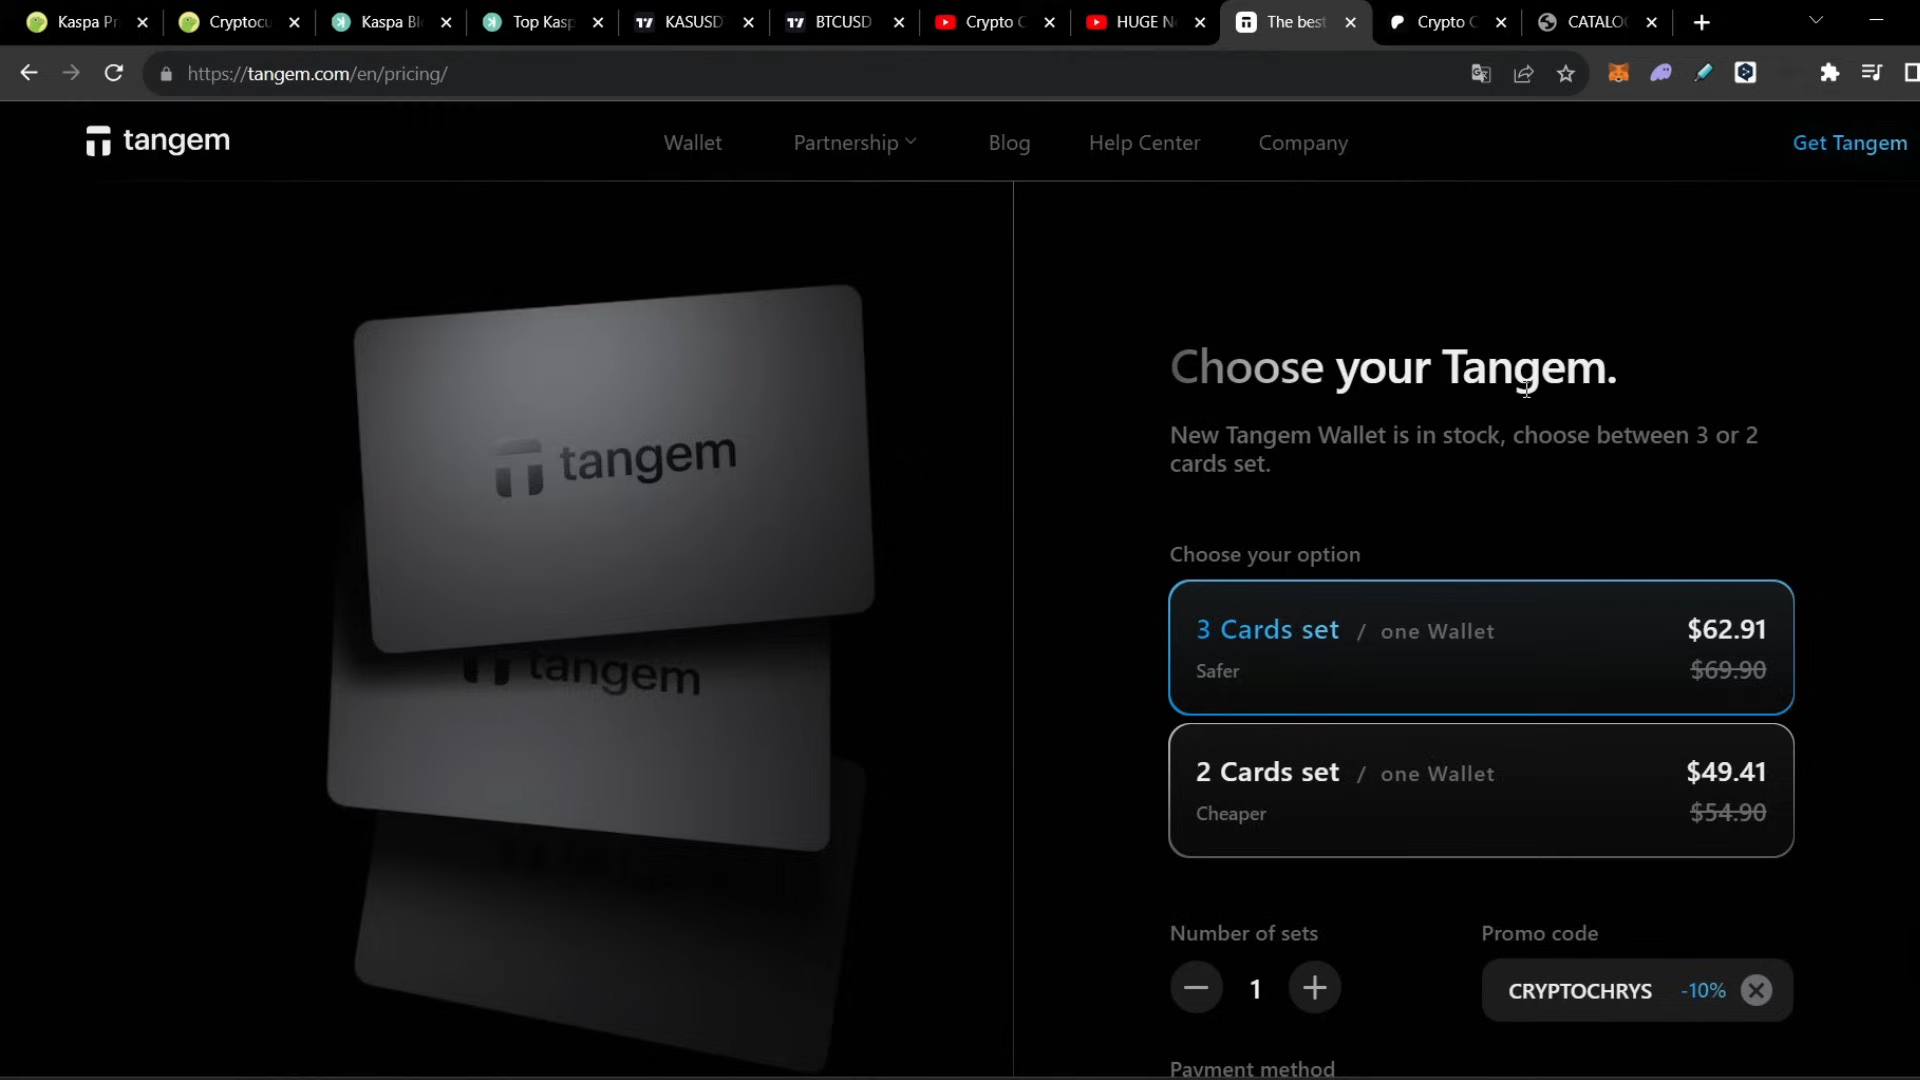 Kaspa Pr
Cryptocu
Kaspa Bl
Top Kasp
KASUSD
BTCUSD
Crypto C
HUGE N
The best
Crypto C
CATALO
https://tangem.com/en/pricing/
tangem
Wallet
Partnership
Blog
Help Center
Company
Get Tangem
tangem
tangem
Choose your Tangem.
New Tangem Wallet is in stock, choose between 3 or 2
cards set.
Choose your option
3 Cards set / one Wallet $62.91
Safer $69.90
2 Cards set / one Wallet $49.41
Cheaper $54.90
Number of sets
1
Promo code
CRYPTOCHRYS -10%
Payment method